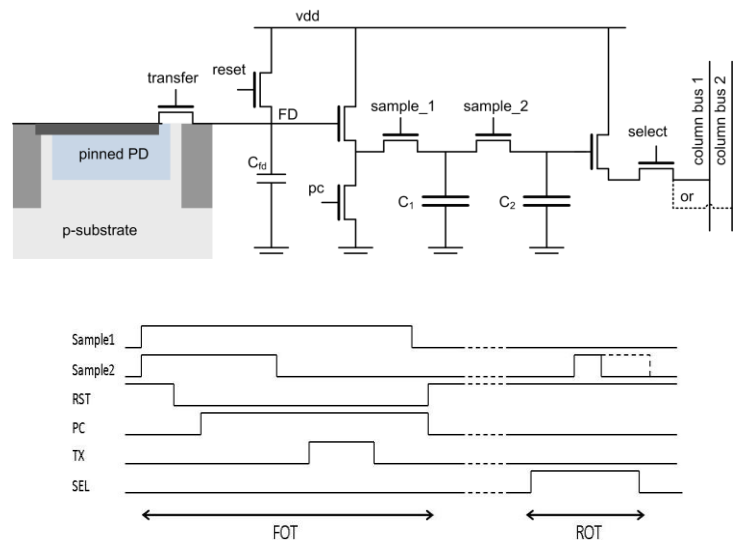 vdd
reset
transfer
FD
sample_1
sample_2
select
column bus 1
column bus 2
pinned PD
Cfd
pc
C1
C2
or
p-substrate
Sample1
Sample2
RST
PC
TX
SEL
FOT
ROT